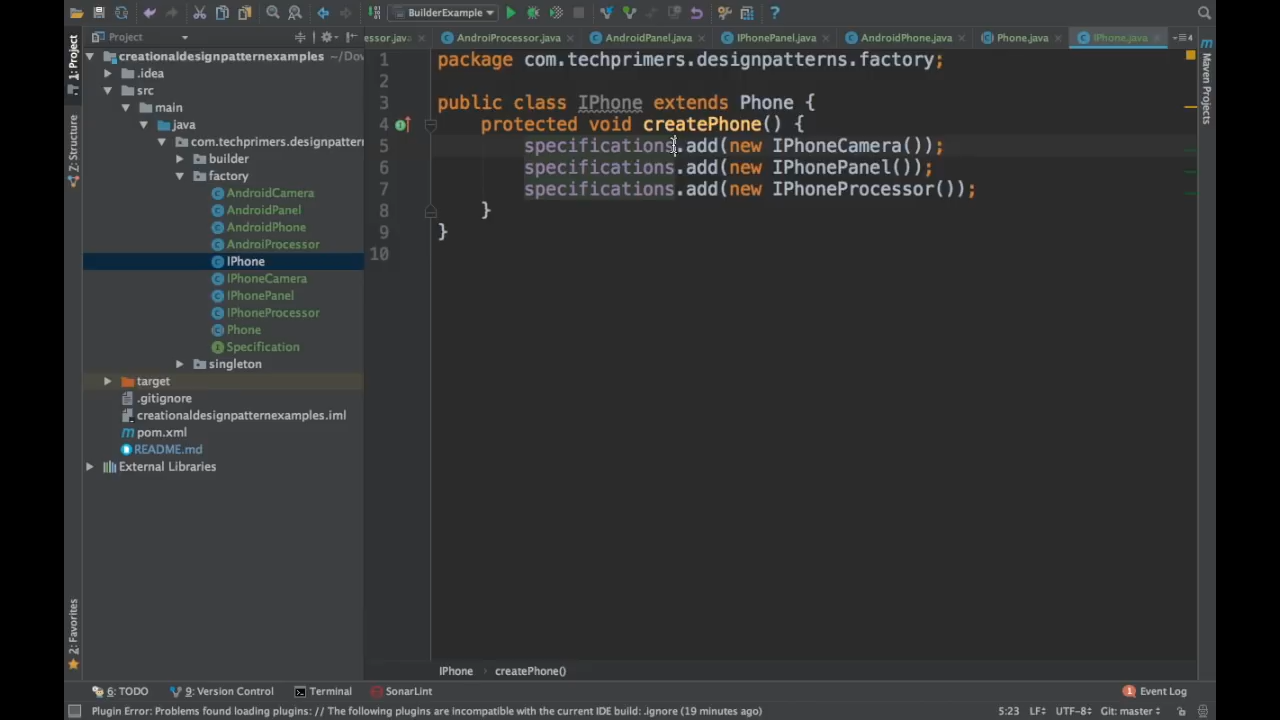 BuilderExample
Project
essor.java
AndroidProcessor.java
AndroidPanel.java
IPhonePanel.java
AndroidPhone.java
Phone.java
IPhone.java
4
1: Project
Z: Structure
2: Favorites
Maven Projects
creationaldesignpatternexamples ~/Dov
.idea
src
main
java
com.techprimers.designpattern
builder
factory
AndroidCamera
AndroidPanel
AndroidPhone
AndroiProcessor
IPhone
IPhoneCamera
IPhonePanel
IPhoneProcessor
Phone
Specification
singleton
target
.gitignore
creationaldesignpatternexamples.iml
pom.xml
README.md
External Libraries
1 package com.techprimers.designpatterns.factory;
2
3 public class IPhone extends Phone {
4 protected void createPhone() {
5 specifications.add(new IPhoneCamera());
6 specifications.add(new IPhonePanel());
7 specifications.add(new IPhoneProcessor());
8 }
9 }
10
IPhone › createPhone()
6: TODO
9: Version Control
Terminal
SonarLint
1 Event Log
Plugin Error: Problems found loading plugins: // The following plugins are incompatible with the current IDE build: .ignore (19 minutes ago)
5:23 LF÷ UTF-8÷ Git: master÷